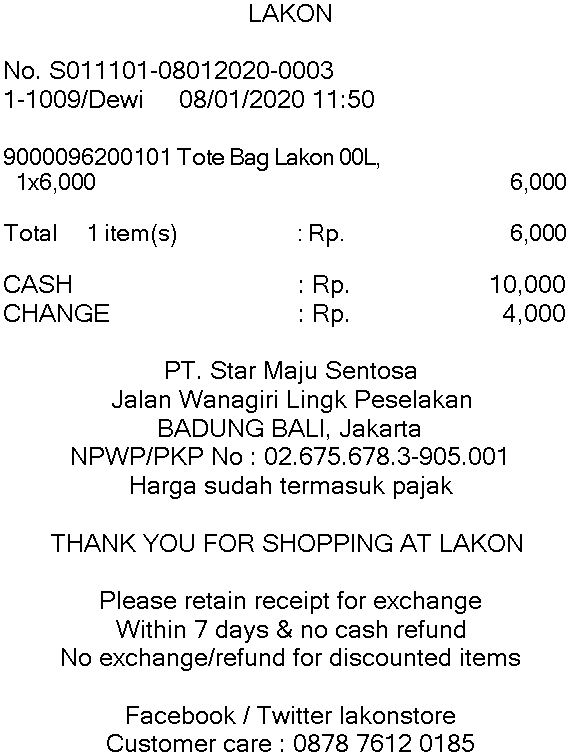 LAKON
No. S011101-08012020-0003
1-1009/Dewi 08/01/2020 11:50
9000096200101 Tote Bag Lakon 00L,
1x6,000 6,000
Total 1 item(s) : Rp. 6,000
CASH : Rp. 10,000
CHANGE : Rp. 4,000
PT. Star Maju Sentosa
Jalan Wanagiri Lingk Peselakan
BADUNG BALI, Jakarta
NPWP/PKP No : 02.675.678.3-905.001
Harga sudah termasuk pajak
THANK YOU FOR SHOPPING AT LAKON
Please retain receipt for exchange
Within 7 days & no cash refund
No exchange/refund for discounted items
Facebook / Twitter lakonstore
Customer care : 0878 7612 0185